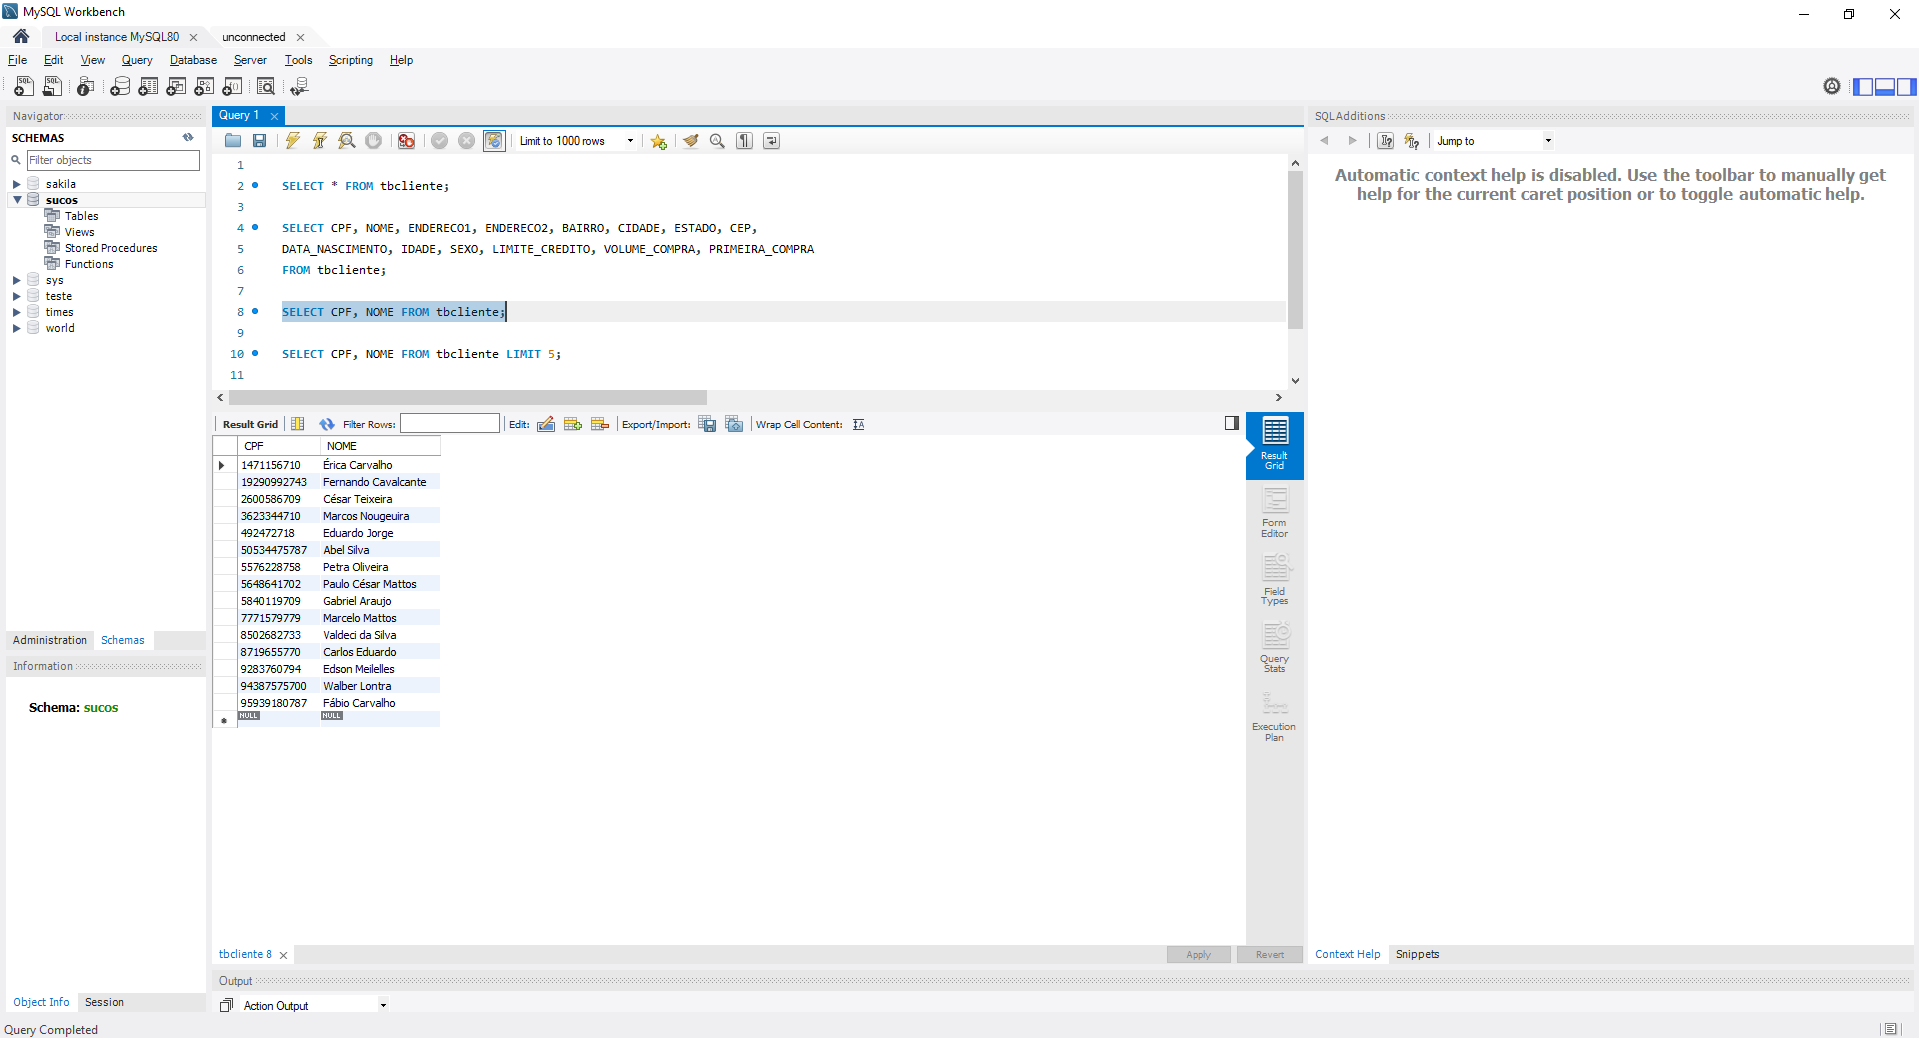 MySQL Workbench
Local instance MySQL80
unconnected
File Edit View Query Database Server Tools Scripting Help
Navigator
SCHEMAS
Filter objects
sakila
sucos
Tables
Views
Stored Procedures
Functions
sys
teste
times
world
Administration Schemas
Information
Schema: sucos
Object Info Session
Query 1
Limit to 1000 rows
1
2 SELECT * FROM tbcliente;
3
4 SELECT CPF, NOME, ENDERECO1, ENDERECO2, BAIRRO, CIDADE, ESTADO, CEP,
5 DATA_NASCIMENTO, IDADE, SEXO, LIMITE_CREDITO, VOLUME_COMPRA, PRIMEIRA_COMPRA
6 FROM tbcliente;
7
8 SELECT CPF, NOME FROM tbcliente;
9
10 SELECT CPF, NOME FROM tbcliente LIMIT 5;
11
Result Grid Filter Rows: Edit: Export/Import: Wrap Cell Content:
CPF NOME
1471156710 Érica Carvalho
19290992743 Fernando Cavalcante
2600586709 César Teixeira
3623344710 Marcos Nougeuira
492472718 Eduardo Jorge
50534475787 Abel Silva
5576228758 Petra Oliveira
5648641702 Paulo César Mattos
5840119709 Gabriel Araujo
7771579779 Marcelo Mattos
8502682733 Valdeci da Silva
8719655770 Carlos Eduardo
9283760794 Edson Meilelles
94387575700 Walber Lontra
95939180787 Fábio Carvalho
NULL NULL
Result
Grid
Form
Editor
Field
Types
Query
Stats
Execution
Plan
tbcliente 8
Apply Revert
Output
Action Output
SQLAdditions
Jump to
Automatic context help is disabled. Use the toolbar to manually get
help for the current caret position or to toggle automatic help.
Context Help Snippets
Query Completed